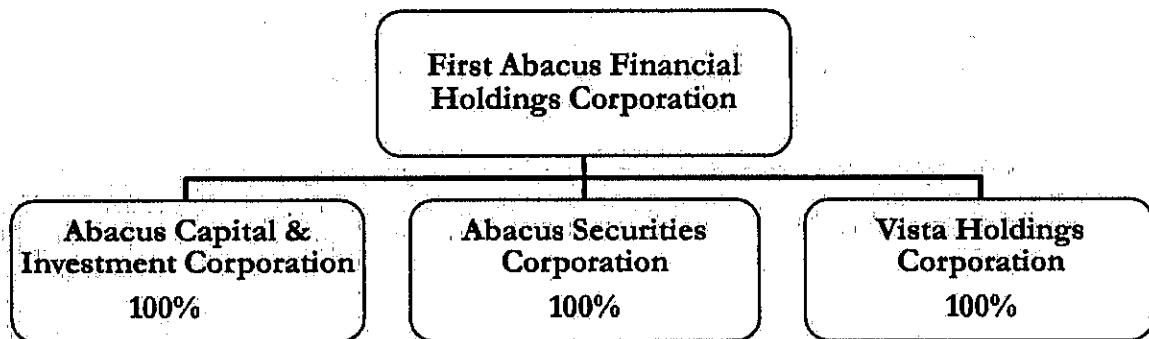 First Abacus Financial
Holdings Corporation
Abacus Capital &
Investment Corporation
100%
Abacus Securities
Corporation
100%
Vista Holdings
Corporation
100%